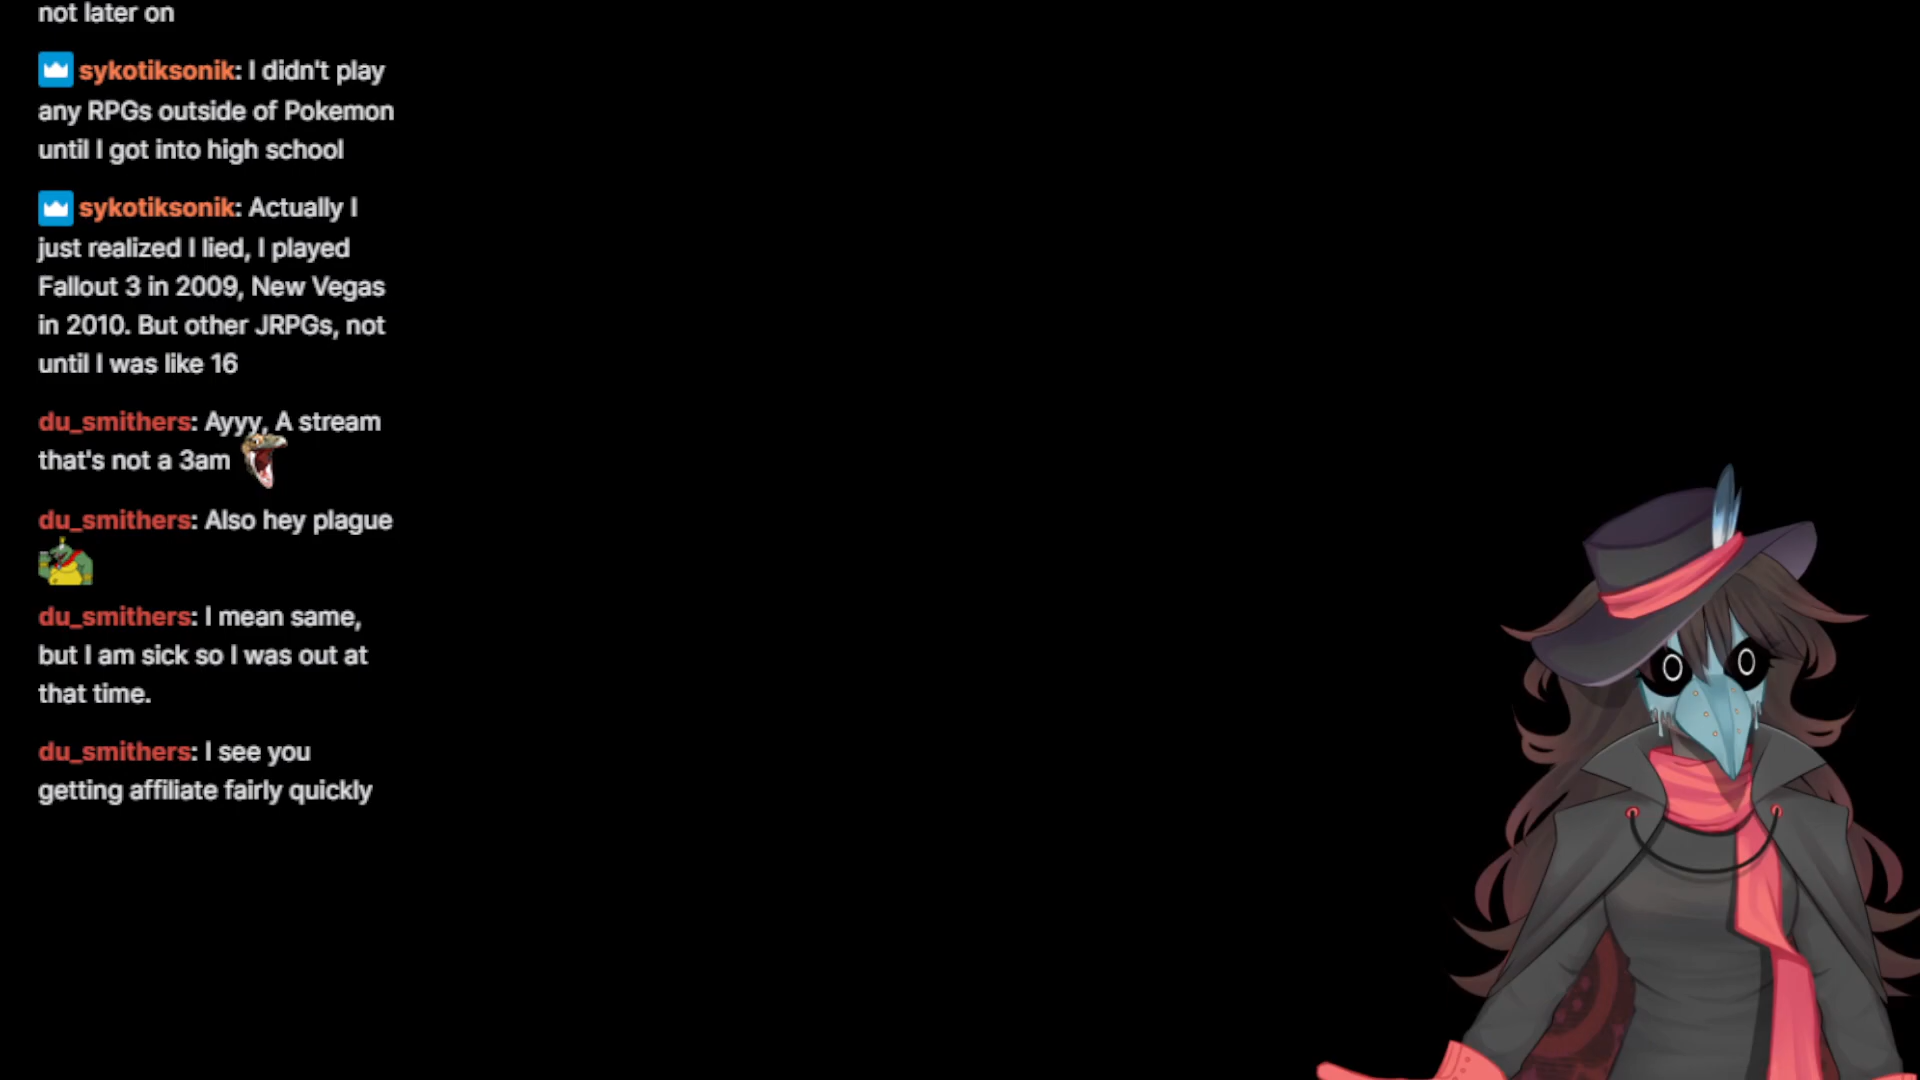 not later on
sykotiksonik: I didn't play
any RPGs outside of Pokemon
until I got into high school
sykotiksonik: Actually I
just realized I lied, I played
Fallout 3 in 2009, New Vegas
in 2010. But other JRPGs, not
until I was like 16
du_smithers: Ayyy, A stream
that's not a 3am
du_smithers: Also hey plague
du_smithers: I mean same,
but I am sick so I was out at
that time.
du_smithers: I see you
getting affiliate fairly quickly